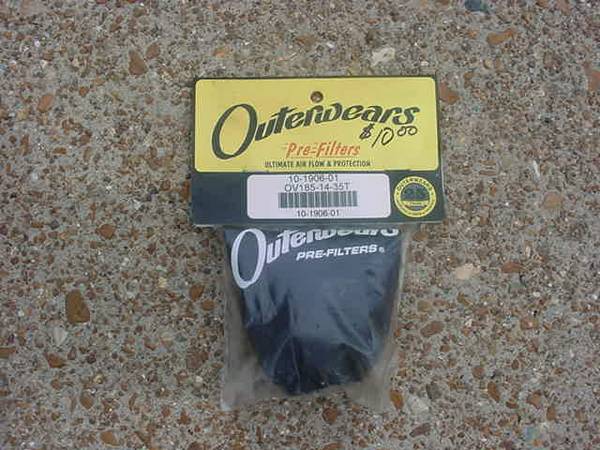 Outerwears
$10.00
Pre-Filters
ULTIMATE AIR FLOW & PROTECTION
10-1906-01
OV185-14-35T
10-1906-01
OUTERWEARS
Outerwears
PRE-FILTERS®